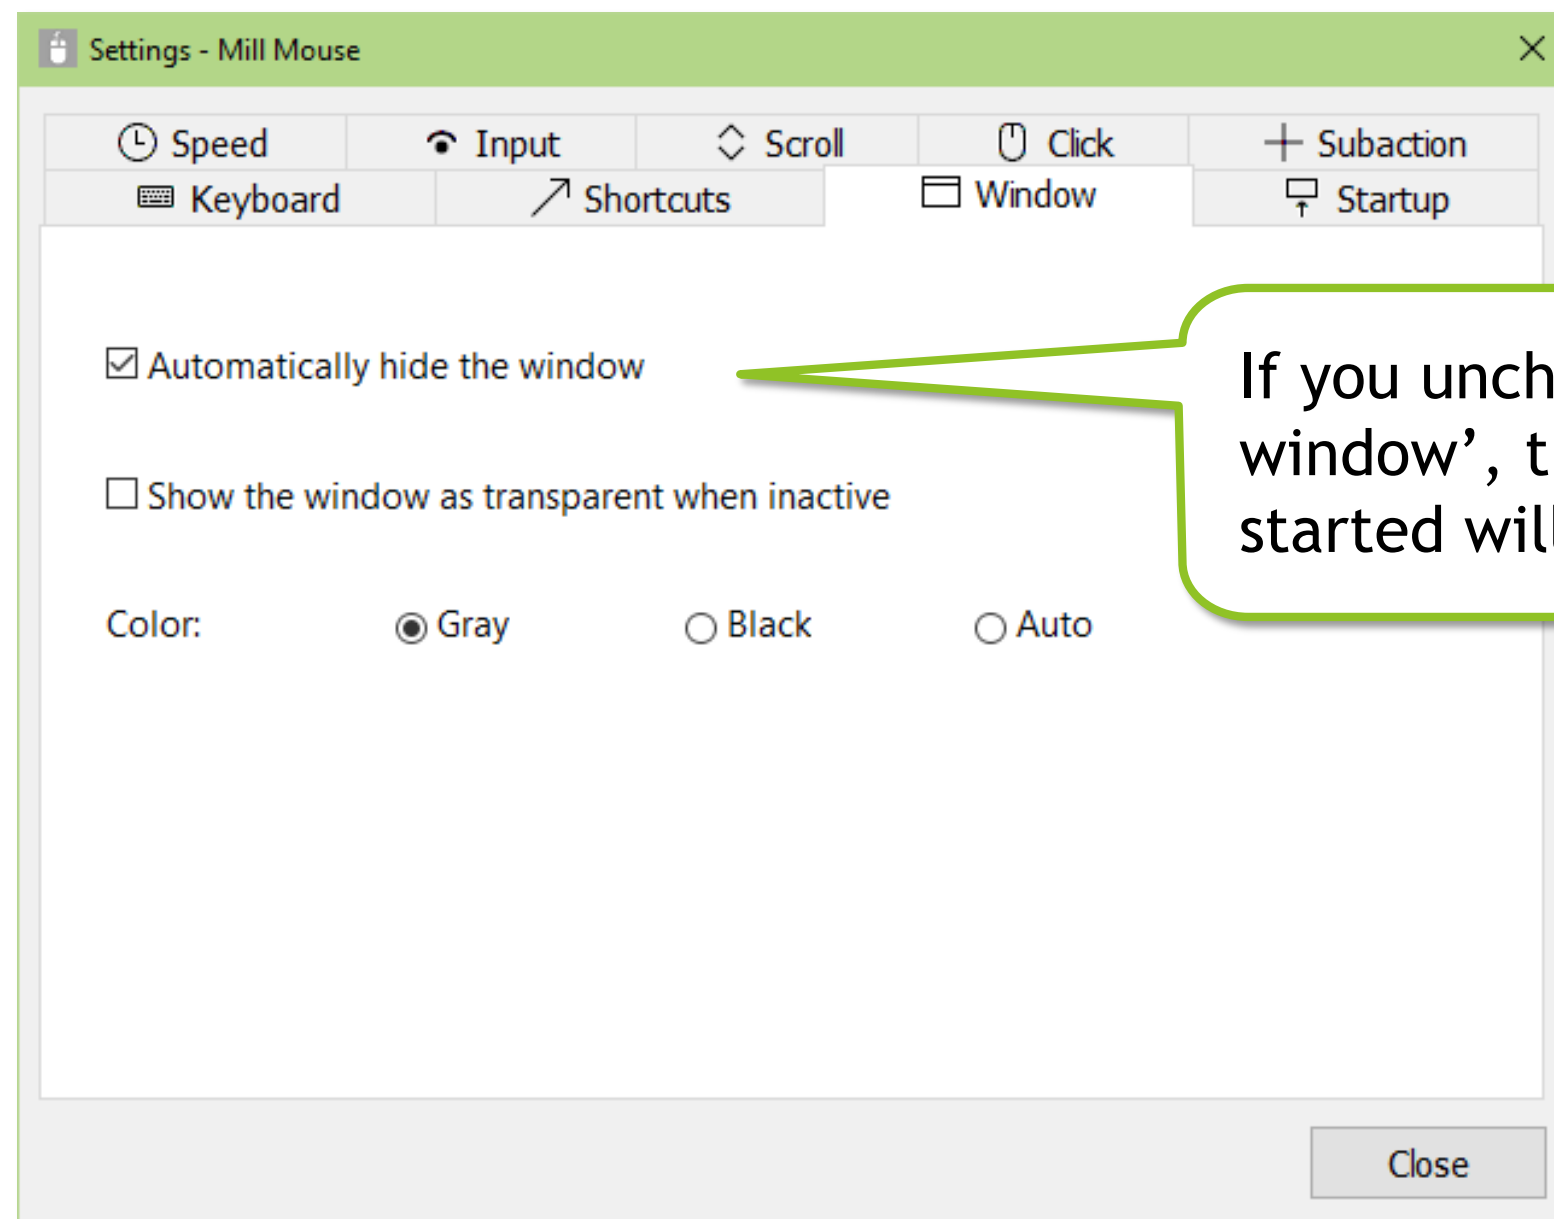 Settings - Mill Mouse
Speed Input Scroll Click Subaction
Keyboard Shortcuts Window Startup
Automatically hide the window
If you unch
window’, t
started wil
Show the window as transparent when inactive
Color: Gray Black Auto
Close